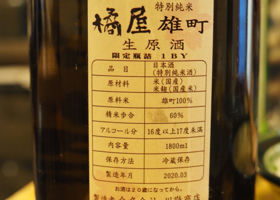 特別純米
橘屋 雄町
生原酒
限定瓶詰 1BY
品目 日本酒
(特別純米酒)
原材料 米(国産)
米麹(国産米)
原料米 雄町100%
精米歩合 60%
アルコール分 16度以上17度未満
内容量 1800ml
保存方法 冷蔵保存
製造年月 2020.03
お酒は20歳になってから。